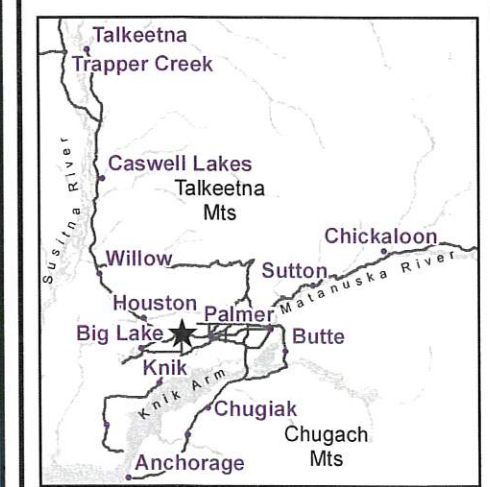 Talkeetna
Trapper Creek
Susitna River
Caswell Lakes
Talkeetna
Mts
Chickaloon
Willow
Sutton
Matanuska River
Houston
Palmer
Big Lake
Butte
Knik
Knik Arm
Chugiak
Chugach
Mts
Anchorage